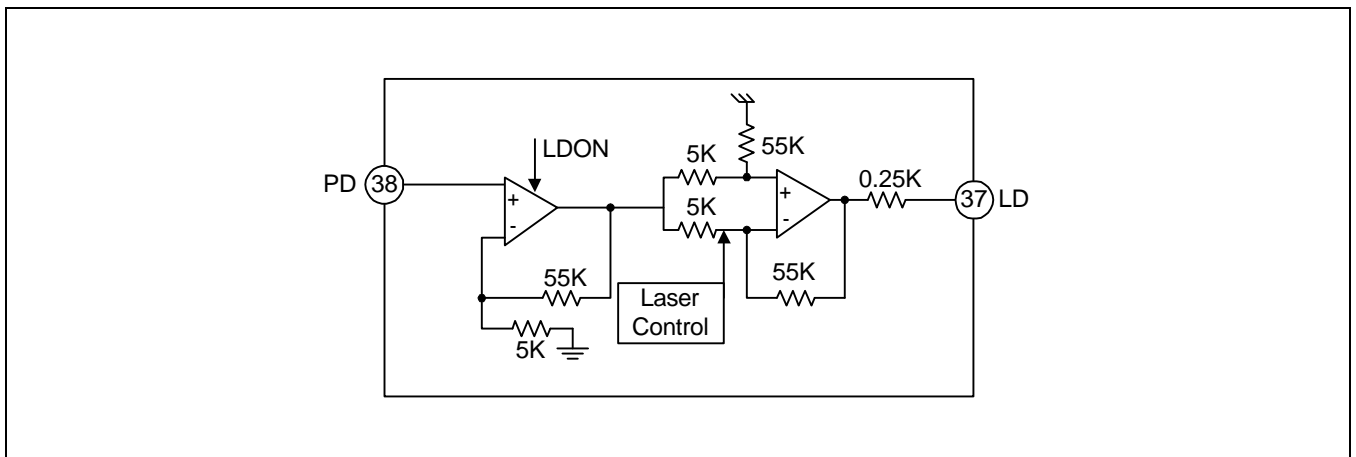 LDON
5K
55K
0.25K
PD 38
+
-
5K
+
-
37 LD
55K
5K
Laser
Control
55K